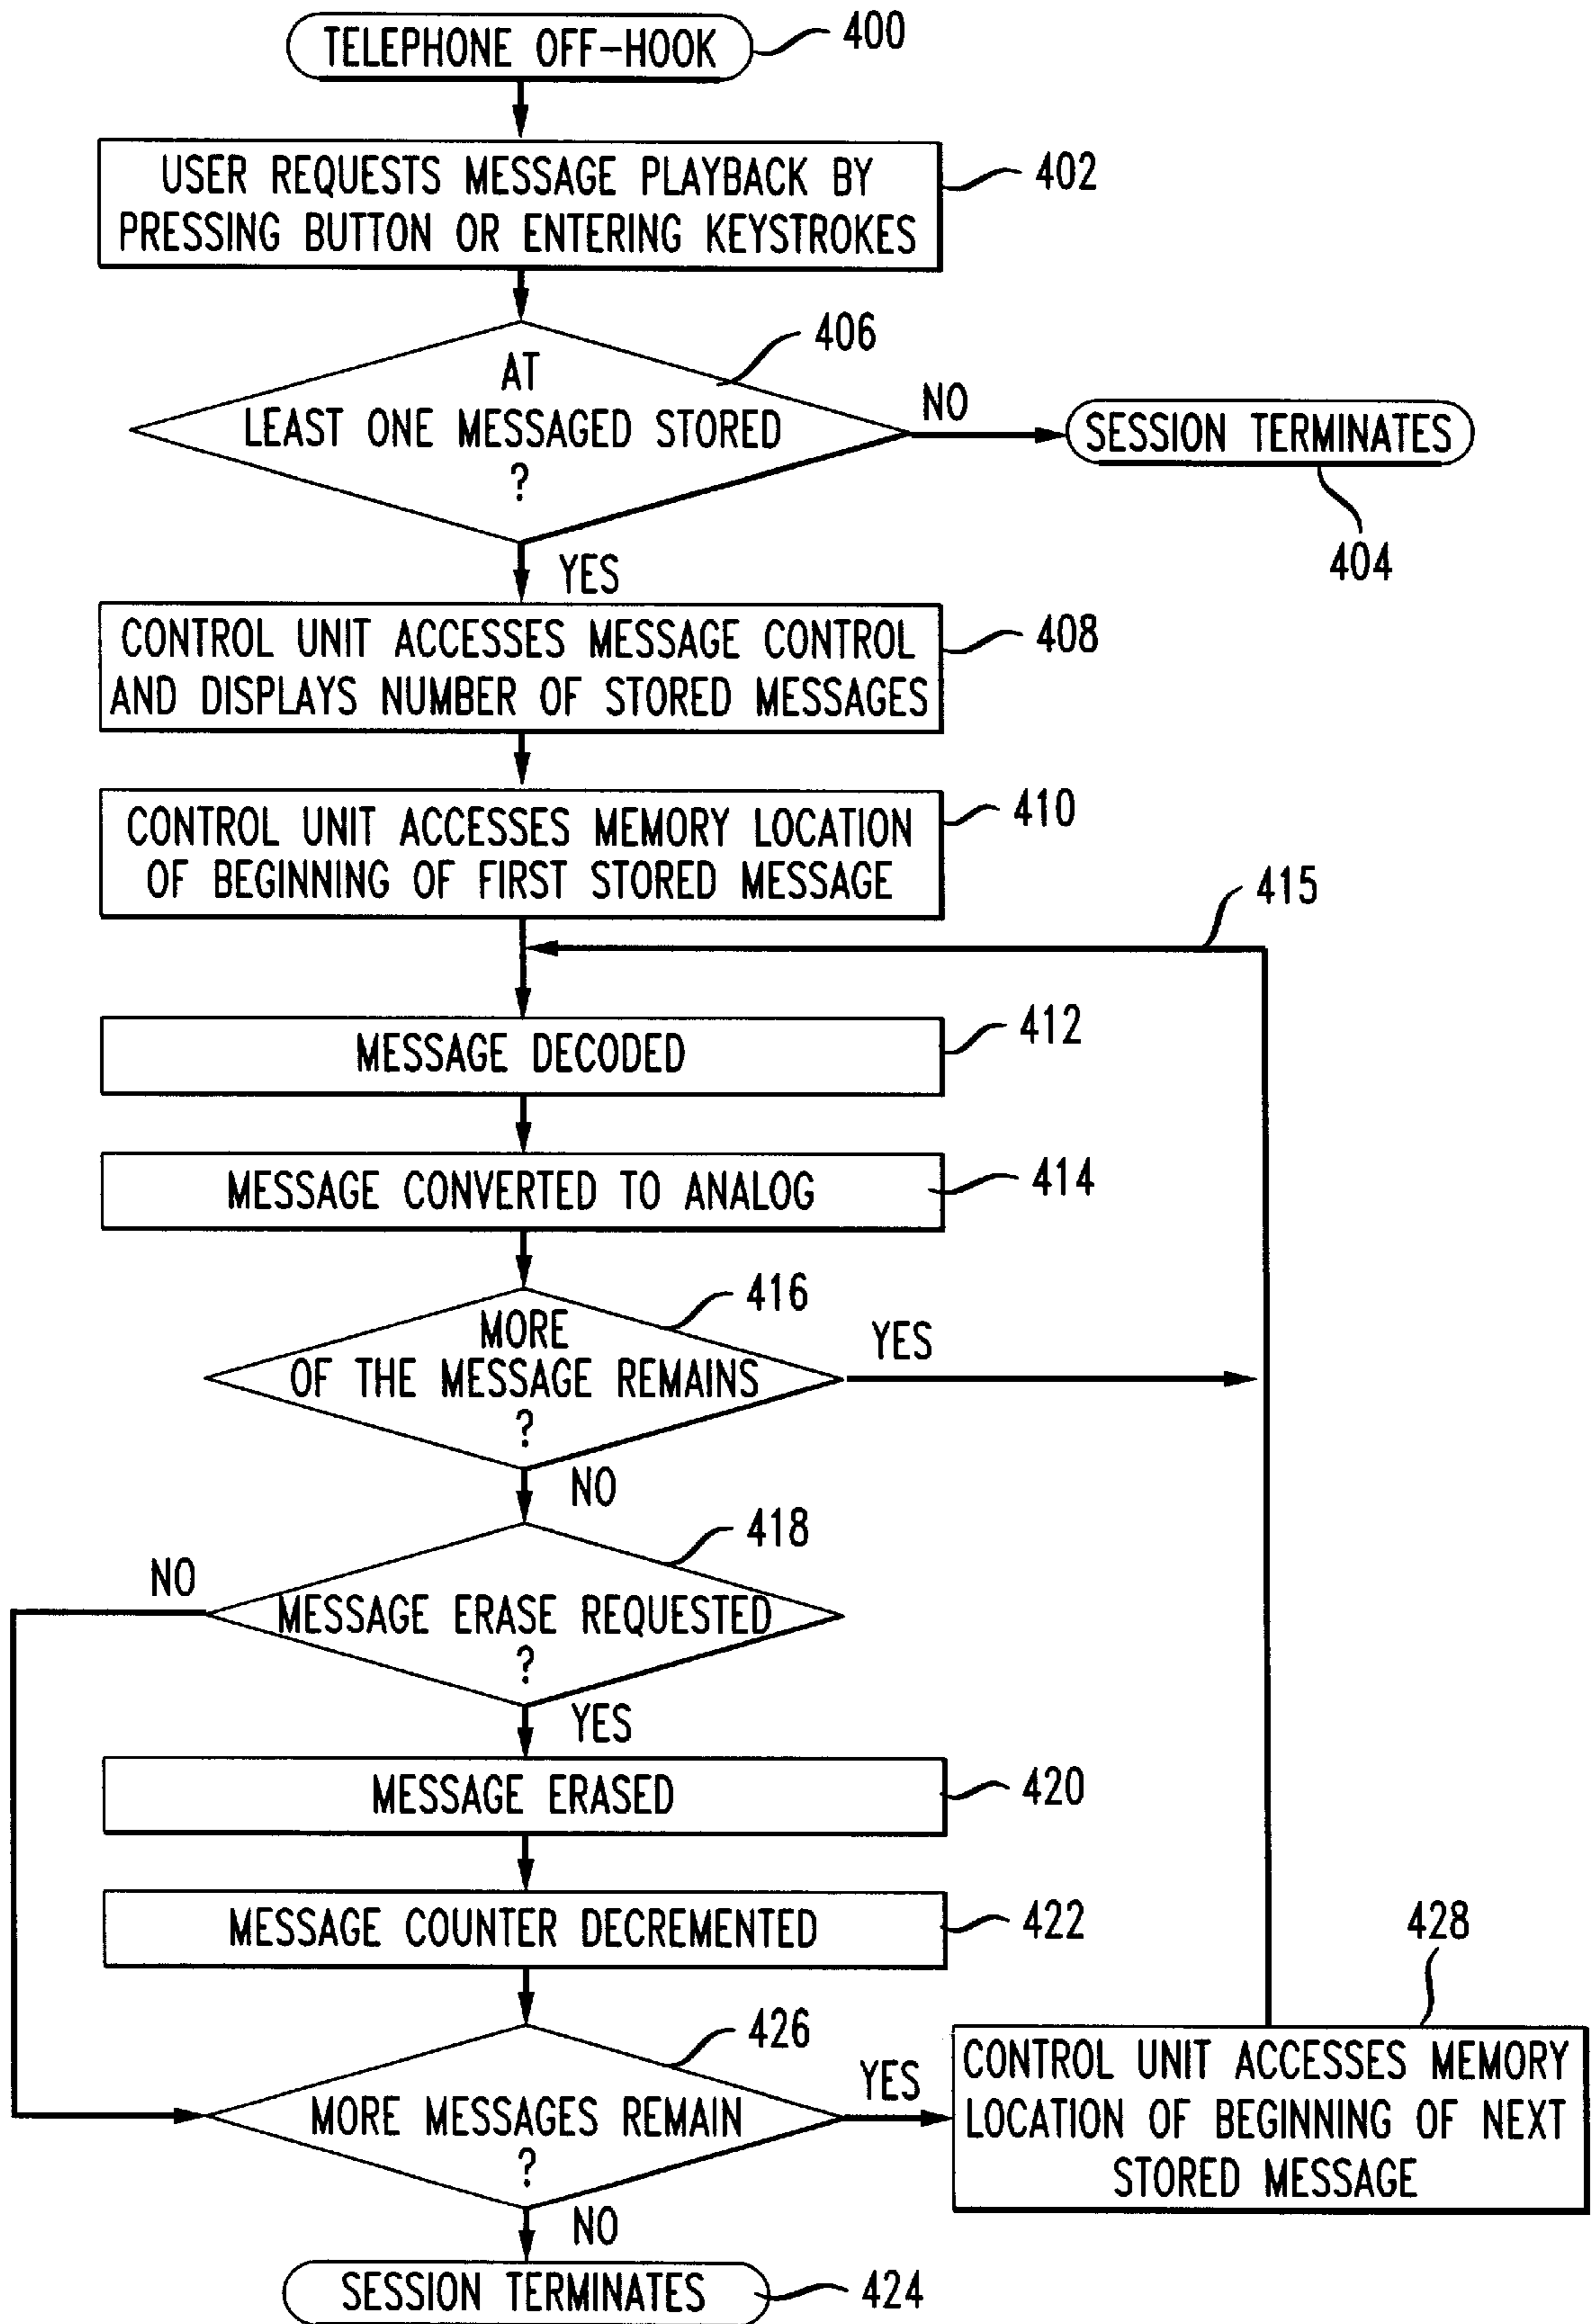 TELEPHONE OFF-HOOK
400
USER REQUESTS MESSAGE PLAYBACK BY
PRESSING BUTTON OR ENTERING KEYSTROKES
402
AT
LEAST ONE MESSAGED STORED
?
406
NO
SESSION TERMINATES
404
YES
CONTROL UNIT ACCESSES MESSAGE CONTROL
AND DISPLAYS NUMBER OF STORED MESSAGES
408
CONTROL UNIT ACCESSES MEMORY LOCATION
OF BEGINNING OF FIRST STORED MESSAGE
410
415
MESSAGE DECODED
412
MESSAGE CONVERTED TO ANALOG
414
MORE
OF THE MESSAGE REMAINS
?
416
YES
NO
MESSAGE ERASE REQUESTED
?
418
NO
YES
MESSAGE ERASED
420
MESSAGE COUNTER DECREMENTED
422
MORE MESSAGES REMAIN
?
426
YES
CONTROL UNIT ACCESSES MEMORY
LOCATION OF BEGINNING OF NEXT
STORED MESSAGE
428
NO
SESSION TERMINATES
424